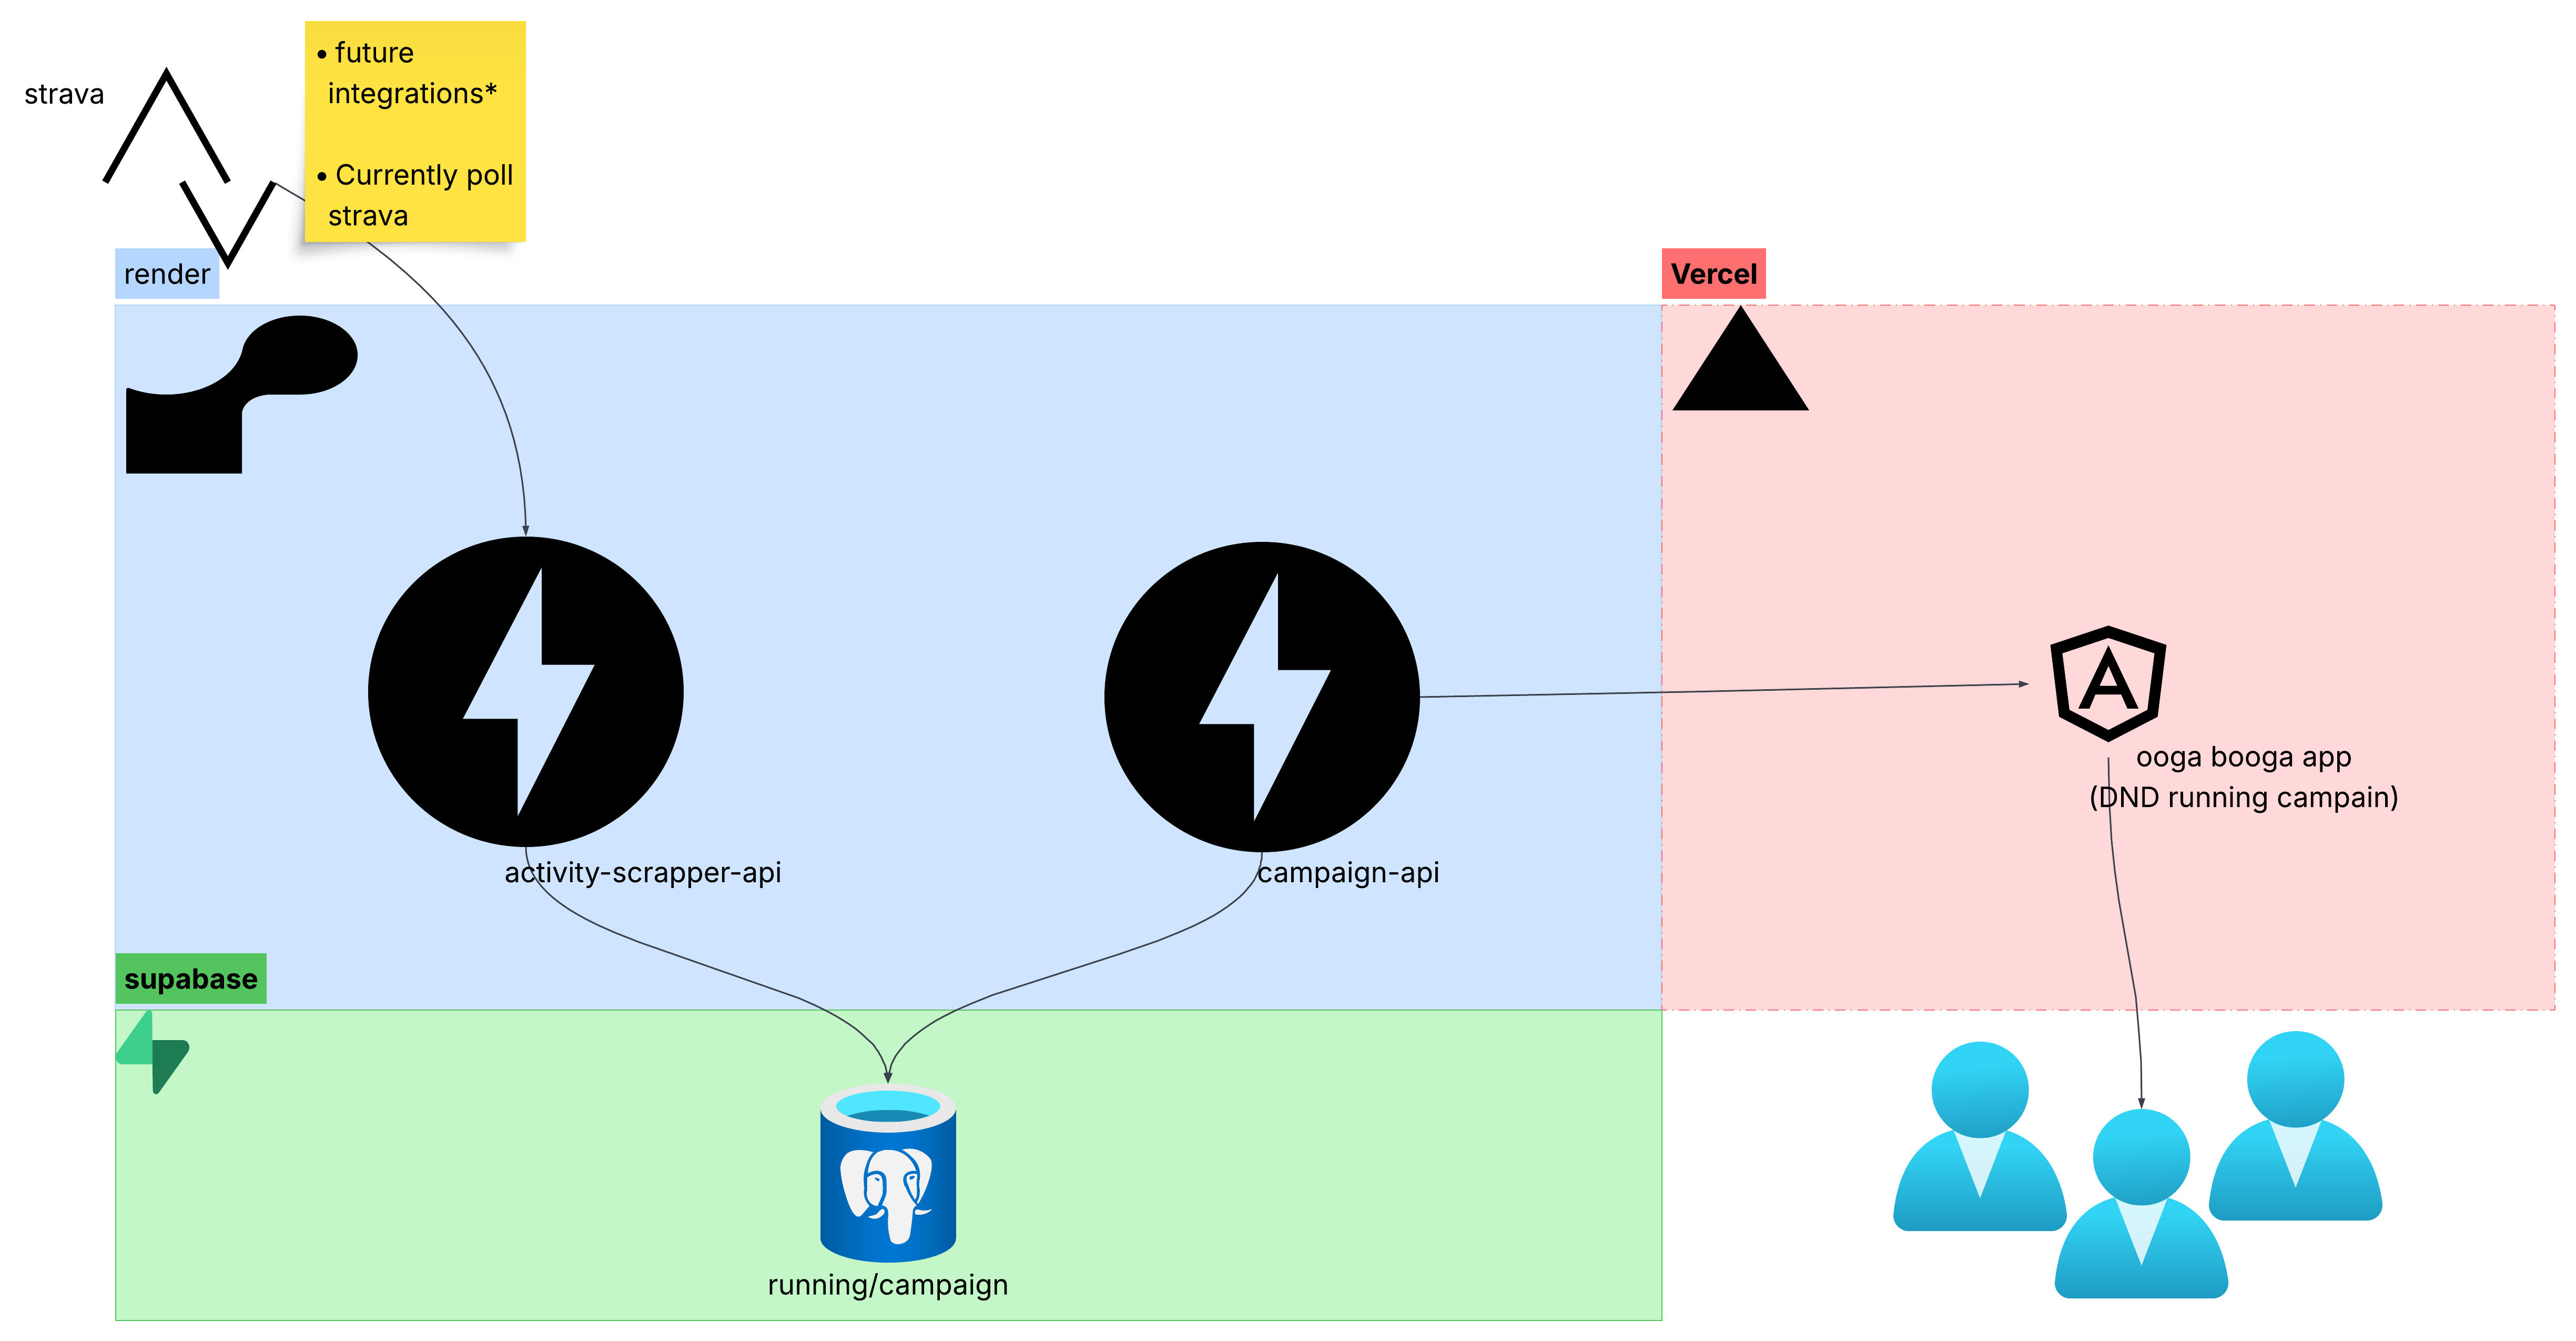 strava
• future
integrations*
• Currently poll
strava
render
Vercel
ooga booga app
(DND running campain)
activity-scrapper-api
campaign-api
supabase
running/campaign